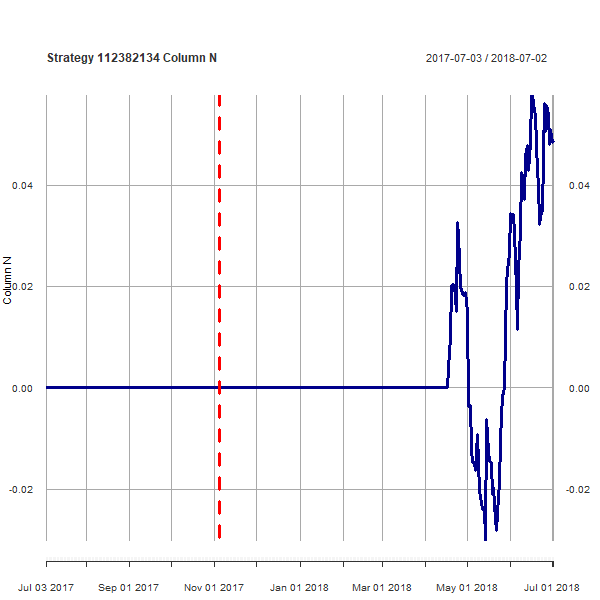 Strategy 112382134 Column N
2017-07-03 / 2018-07-02
0.04
0.04
0.02
0.02
Column N
0.00
0.00
-0.02
-0.02
Jul 03 2017
Sep 01 2017
Nov 01 2017
Jan 01 2018
Mar 01 2018
May 01 2018
Jul 01 2018